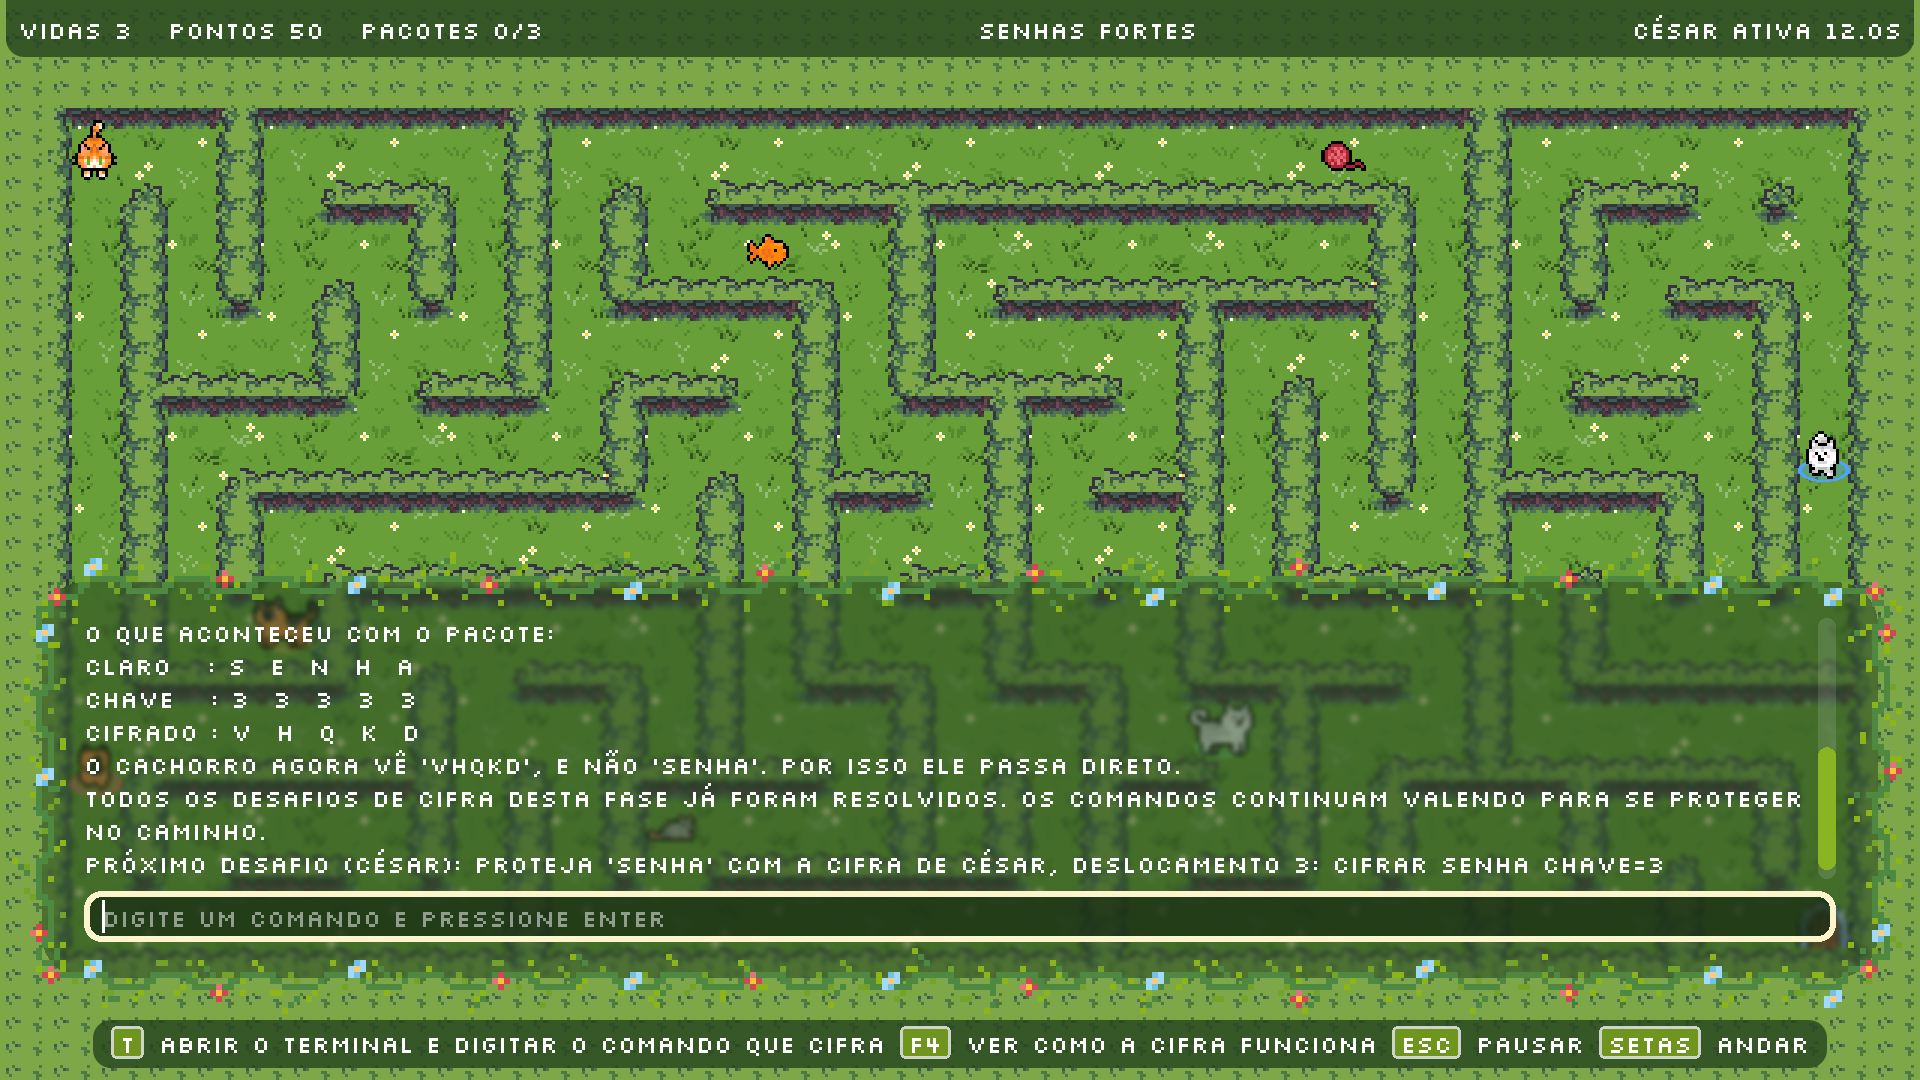 VIDAS 3 PONTOS 50 PACOTES 0/3 SENHAS FORTES CÉSAR ATIVA 12.0S
O QUE ACONTECEU COM O PACOTE:
CLARO : S E N H A
CHAVE : 3 3 3 3 3
CIFRADO : V H Q K D
O CACHORRO AGORA VÊ 'VHQKD', E NÃO 'SENHA'. POR ISSO ELE PASSA DIRETO.
TODOS OS DESAFIOS DE CIFRA DESTA FASE JÁ FORAM RESOLVIDOS. OS COMANDOS CONTINUAM VALENDO PARA SE PROTEGER
NO CAMINHO.
PRÓXIMO DESAFIO (CÉSAR): PROTEJA 'SENHA' COM A CIFRA DE CÉSAR, DESLOCAMENTO 3: CIFRAR SENHA CHAVE=3
DIGITE UM COMANDO E PRESSIONE ENTER
T ABRIR O TERMINAL E DIGITAR O COMANDO QUE CIFRA F4 VER COMO A CIFRA FUNCIONA ESC PAUSAR SETAS ANDAR